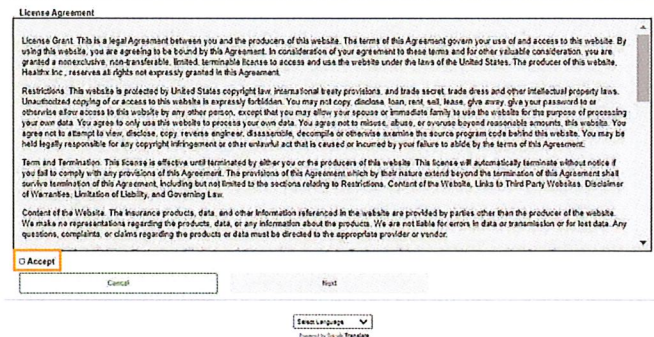 License Agreement
License Grant. This is a legal Agreement between you and the producers of this website. The terms of this Agreement govern your use of and access to this website. By
using this website, you are agreeing to be bound by this Agreement. In consideration of your agreement to these terms and for other valuable consideration, you are
granted a nonexclusive, non-transferable, limited, terminable license to access and use the website under the laws of the United States. The producer of this website,
Healthx Inc., reserves all rights not expressly granted in this Agreement.
Restrictions. This website is protected by United States copyright law, international treaty provisions, and trade secret, trade dress and other intellectual property laws.
Unauthorized copying of or access to this website is expressly forbidden. You may not copy, disclose, loan, rent, sell, lease, give away, give your password to or
otherwise allow access to this website by any other person, except that you may allow your spouse or immediate family to use the website for the purpose of processing
your own data. You agree to only use this website to process your own data. You agree not to misuse, abuse, or overuse beyond reasonable amounts, this website. You
agree not to attempt to view, disclose, copy, reverse engineer, disassemble, decompile or otherwise examine the source program code behind this website. You may be
held legally responsible for any copyright infringement or other unlawful act that is caused or incurred by your failure to abide by the terms of this Agreement.
Term and Termination. This license is effective until terminated by either you or the producers of this website. This license will automatically terminate without notice if
you fail to comply with any provisions of this Agreement. The provisions of this Agreement which by their nature extend beyond the termination of this Agreement shall
survive termination of this Agreement, including but not limited to the sections relating to Restrictions, Content of the Website, Links to Third Party Websites, Disclaimer
of Warranties, Limitation of Liability, and Governing Law.
Content of the Website. The insurance products, data, and other information referenced in the website are provided by parties other than the producer of the website.
We make no representations regarding the products, data, or any information about the products. We are not liable for errors in data or transmission or for lost data. Any
questions, complaints, or claims regarding the products or data must be directed to the appropriate provider or vendor.
Accept
Cancel
Next
Select Language
Powered by Google Translate